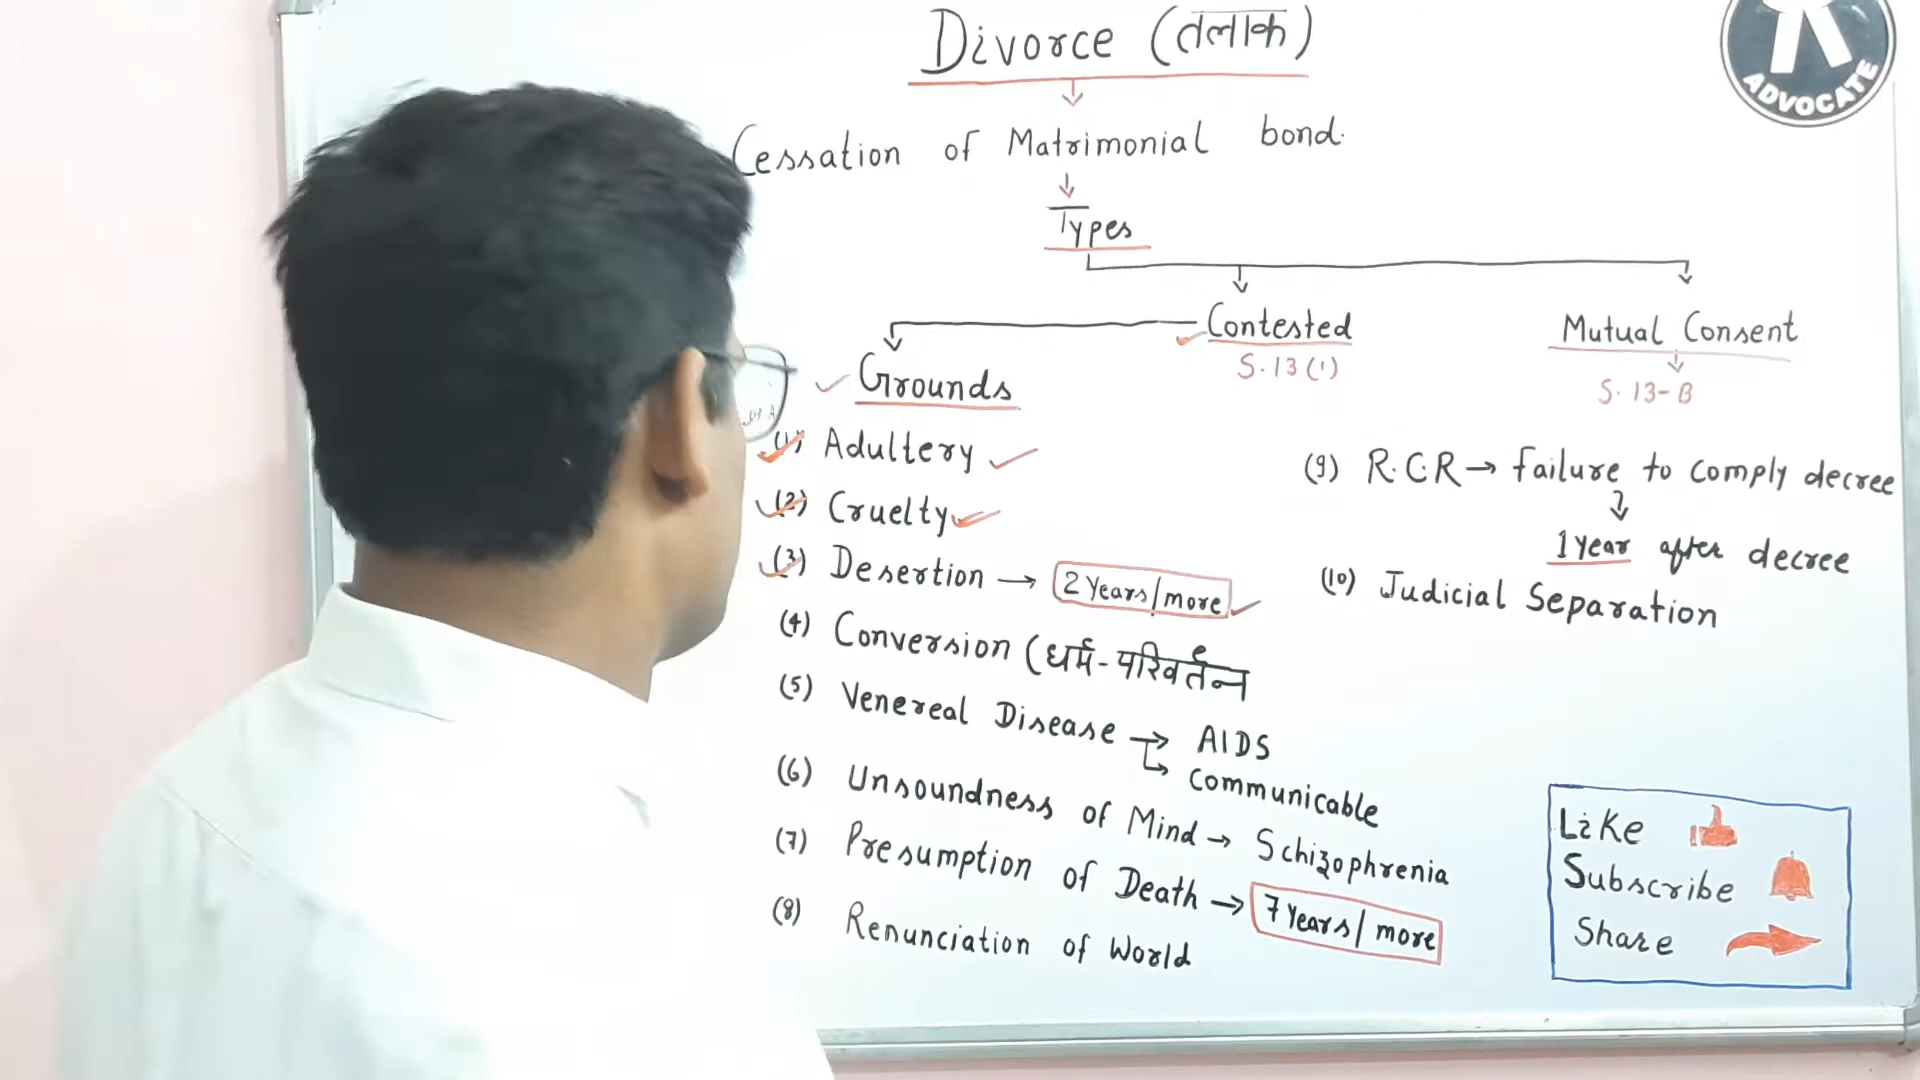 Divorce (तलाक)
ADVOCATE
Cessation of Matrimonial bond.
Types
Contested
Mutual Consent
S. 13 (1)
S. 13-B
Grounds
(1) Adultery
(2) Cruelty
(3) Desertion → 2 Years/more
(4) Conversion (धर्म-परिवर्तन
(5) Venereal Disease → AIDS
Communicable
(6) Unsoundness of Mind → Schizophrenia
(7) Presumption of Death → 7 Years/more
(8) Renunciation of World
(9) R.C.R → failure to comply decree
1 year after decree
(10) Judicial Separation
Like
Subscribe
Share